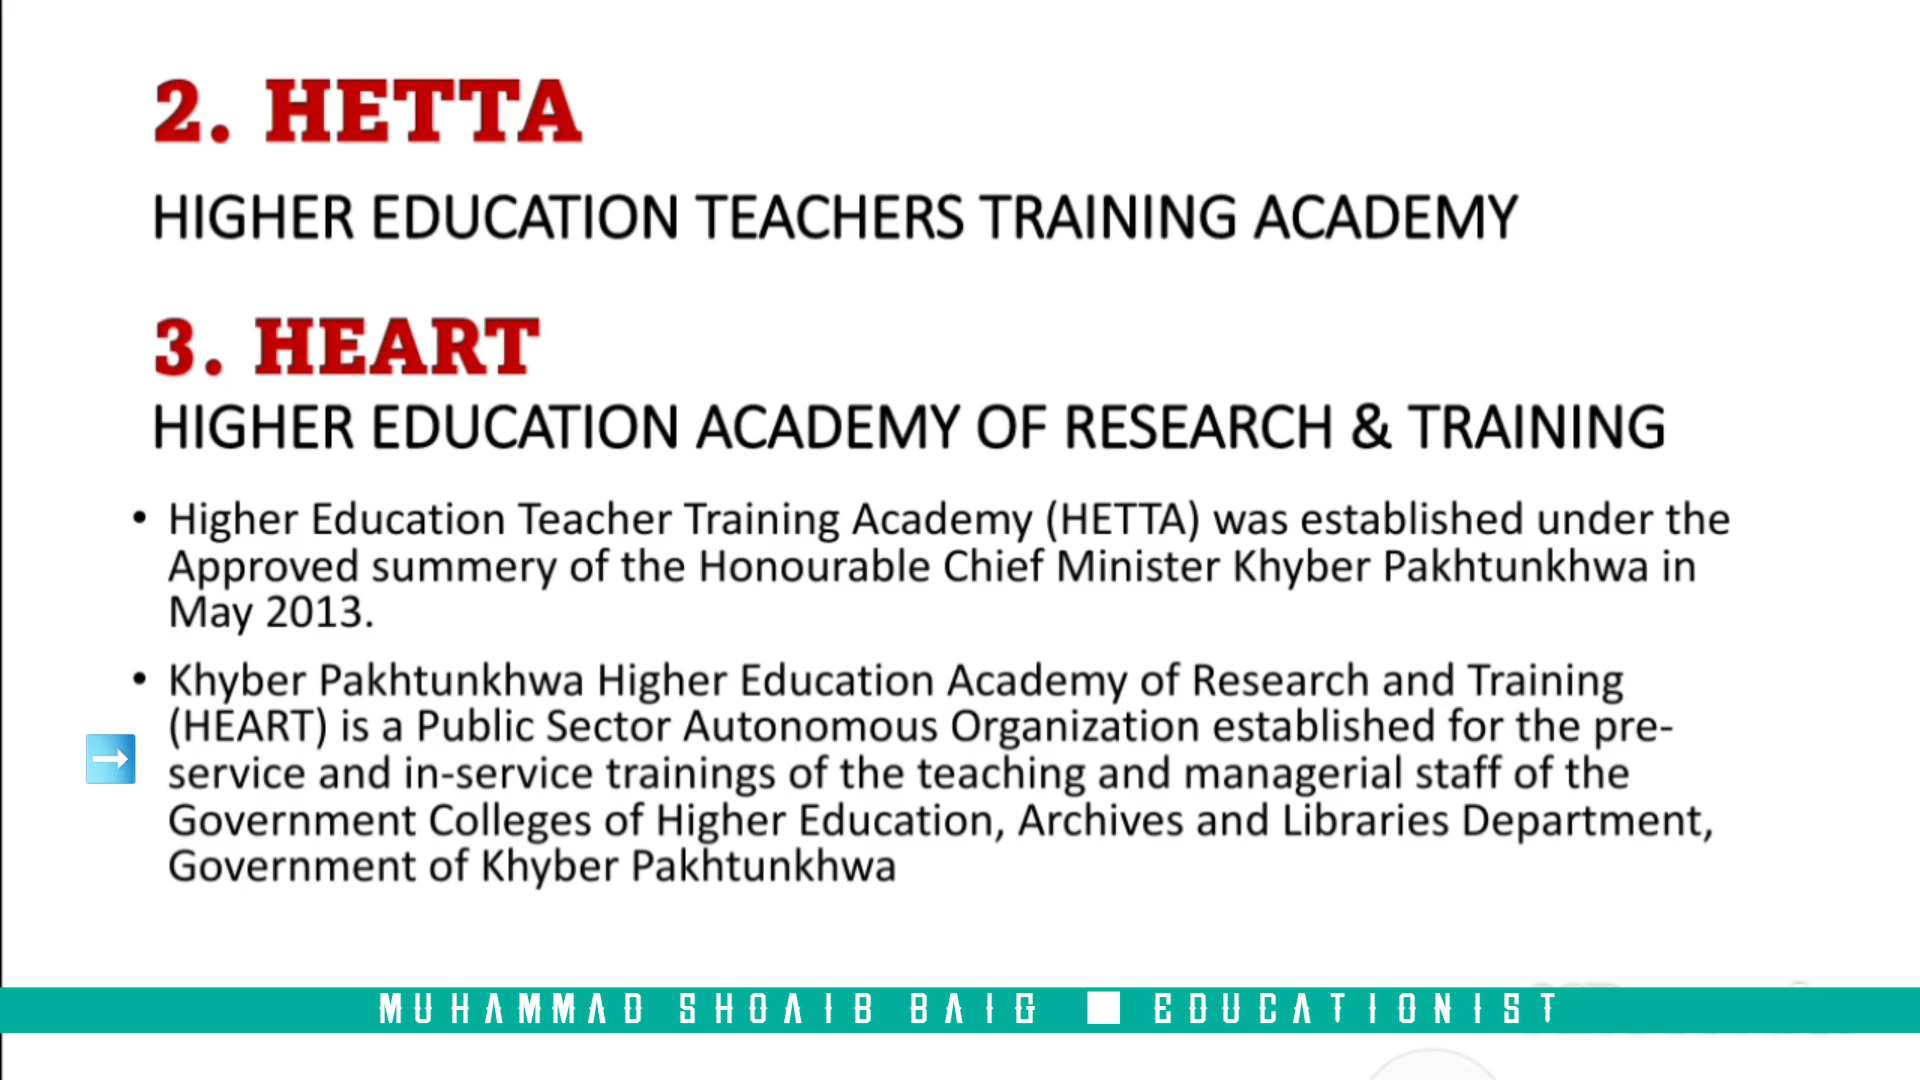 2. HETTA
HIGHER EDUCATION TEACHERS TRAINING ACADEMY
3. HEART
HIGHER EDUCATION ACADEMY OF RESEARCH & TRAINING
• Higher Education Teacher Training Academy (HETTA) was established under the
Approved summery of the Honourable Chief Minister Khyber Pakhtunkhwa in
May 2013.
• Khyber Pakhtunkhwa Higher Education Academy of Research and Training
(HEART) is a Public Sector Autonomous Organization established for the pre-
service and in-service trainings of the teaching and managerial staff of the
Government Colleges of Higher Education, Archives and Libraries Department,
Government of Khyber Pakhtunkhwa
MUHAMMAD SHOAIB BAIG EDUCATIONIST